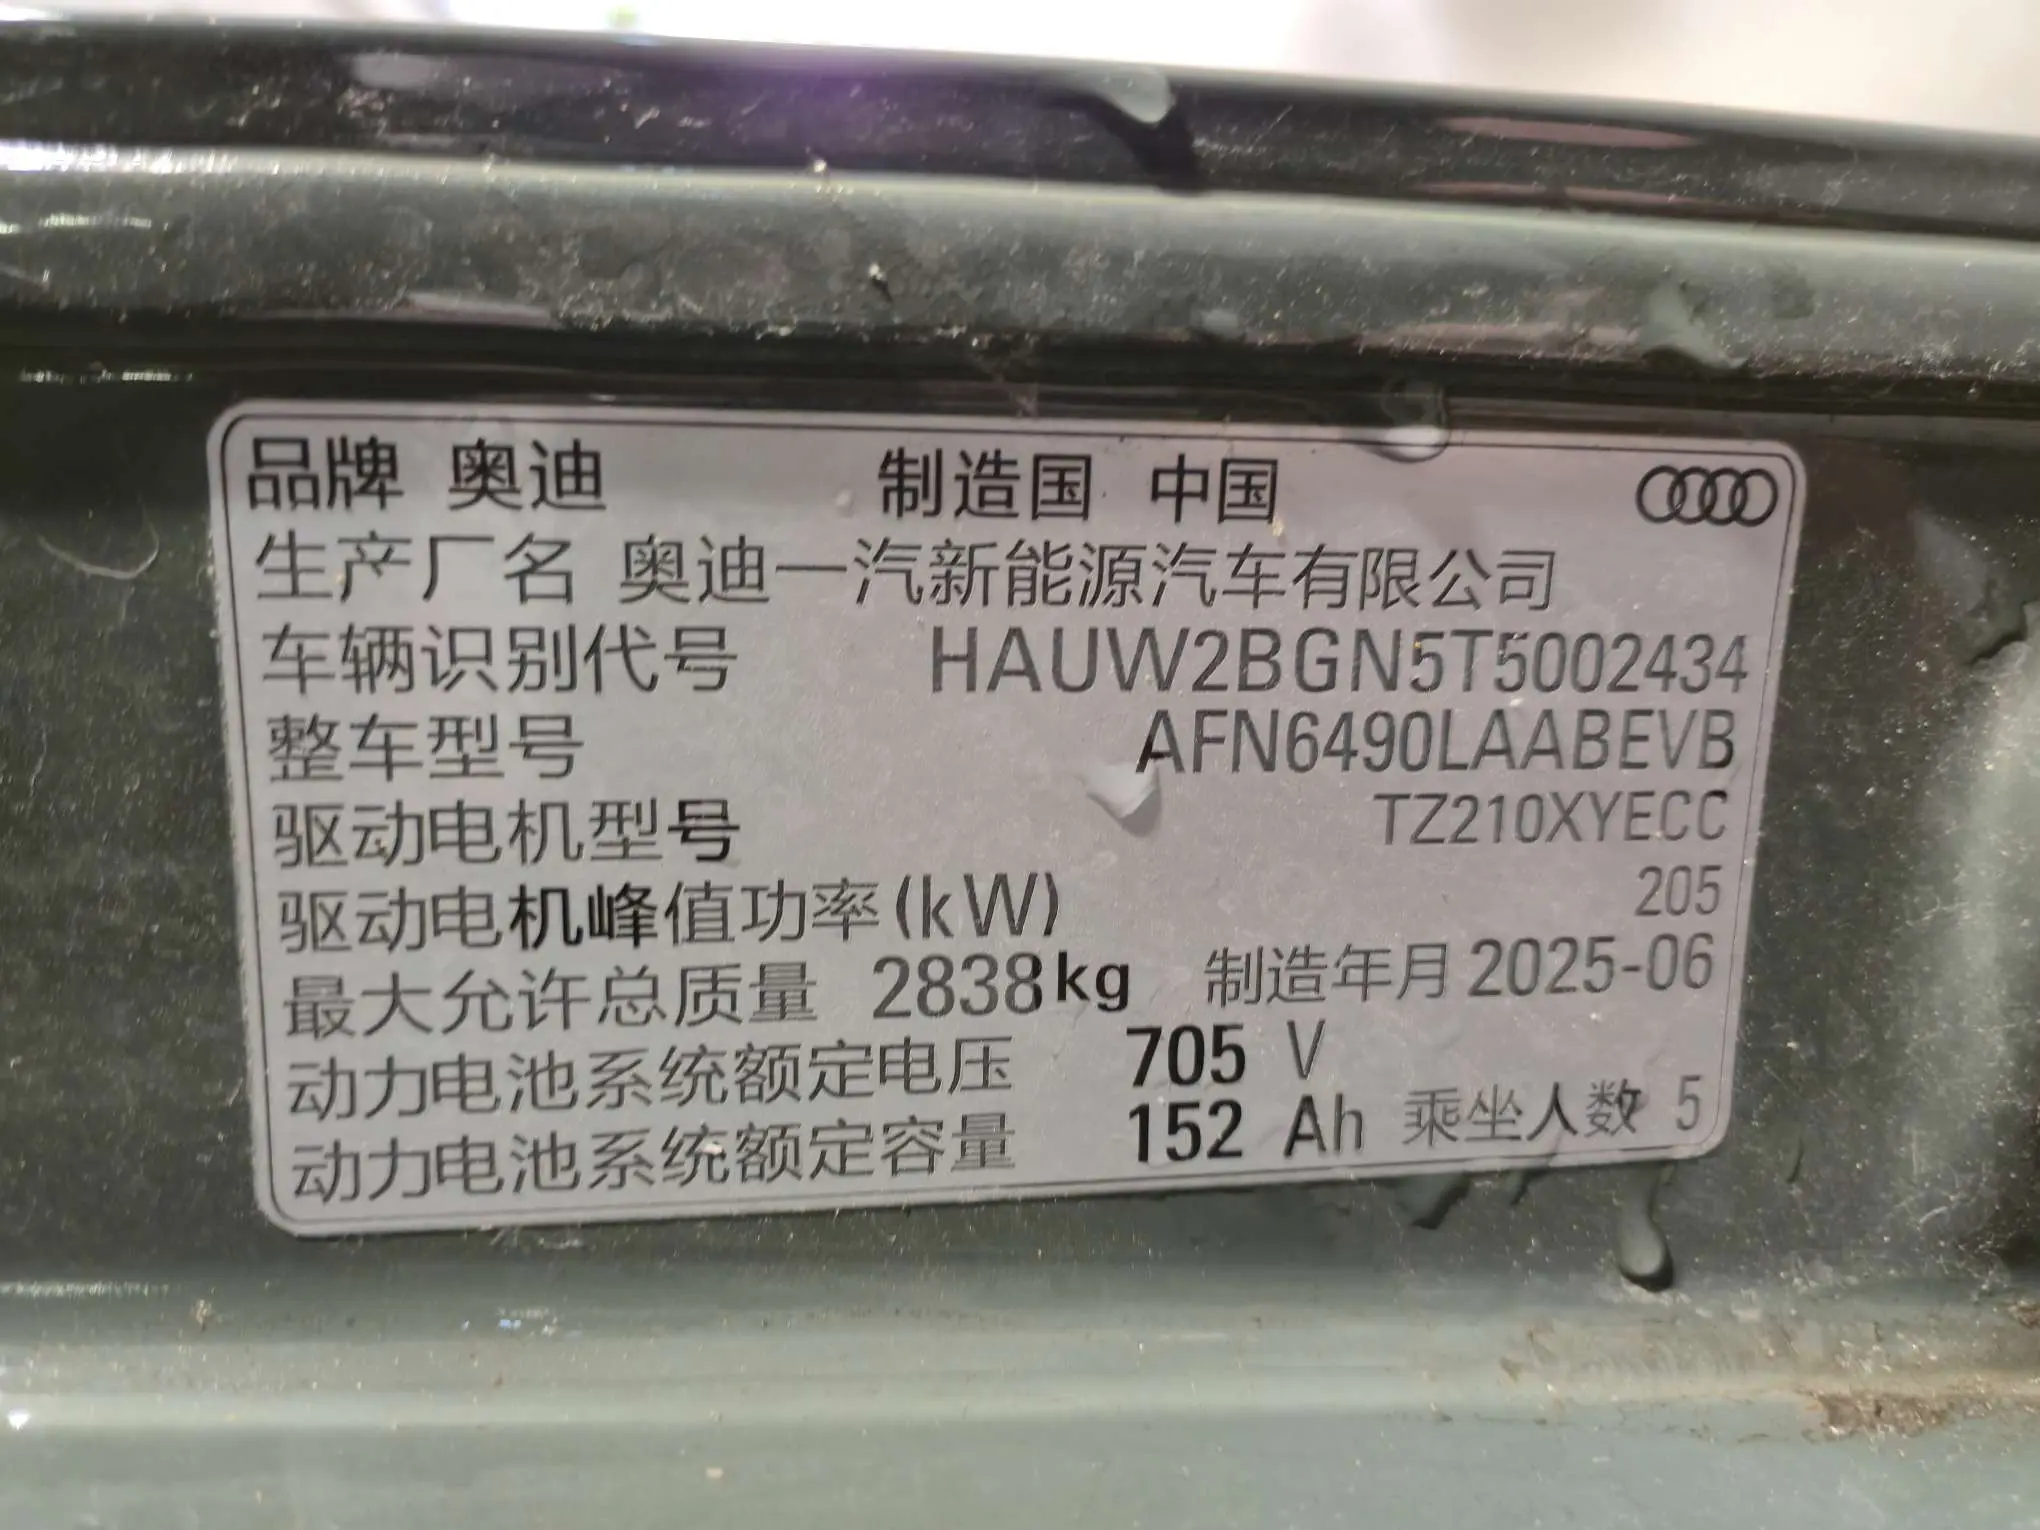 品牌 奥迪 制造国 中国
生产厂名 奥迪一汽新能源汽车有限公司
车辆识别代号 HAUW2BGN5T5002434
整车型号 AFN6490LAABEVB
驱动电机型号 TZ210XYECC
驱动电机峰值功率(kW) 205
最大允许总质量 2838kg 制造年月 2025-06
动力电池系统额定电压 705 V
动力电池系统额定容量 152 Ah 乘坐人数 5